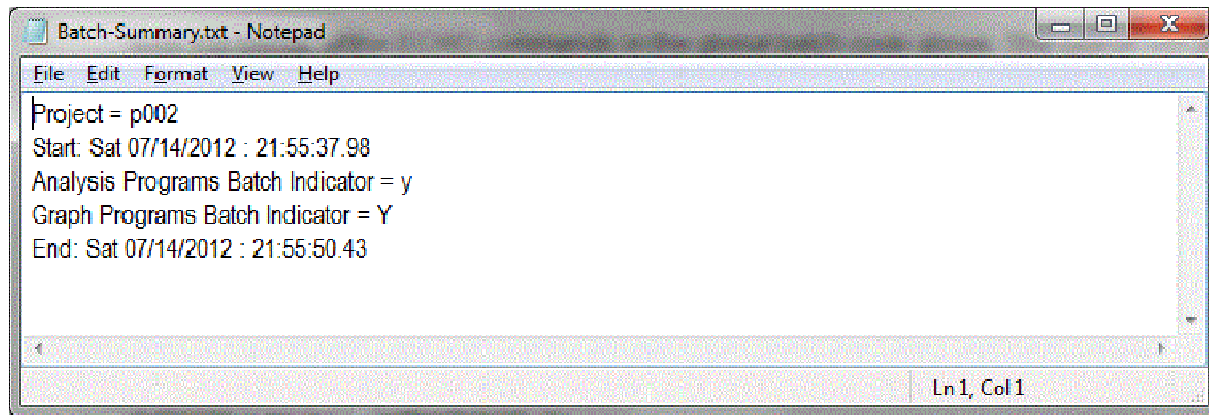 Batch-Summary.txt - Notepad
File Edit Format View Help
Project = p002
Start: Sat 07/14/2012 : 21:55:37.98
Analysis Programs Batch Indicator = y
Graph Programs Batch Indicator = Y
End: Sat 07/14/2012 : 21:55:50.43
Ln 1, Col 1